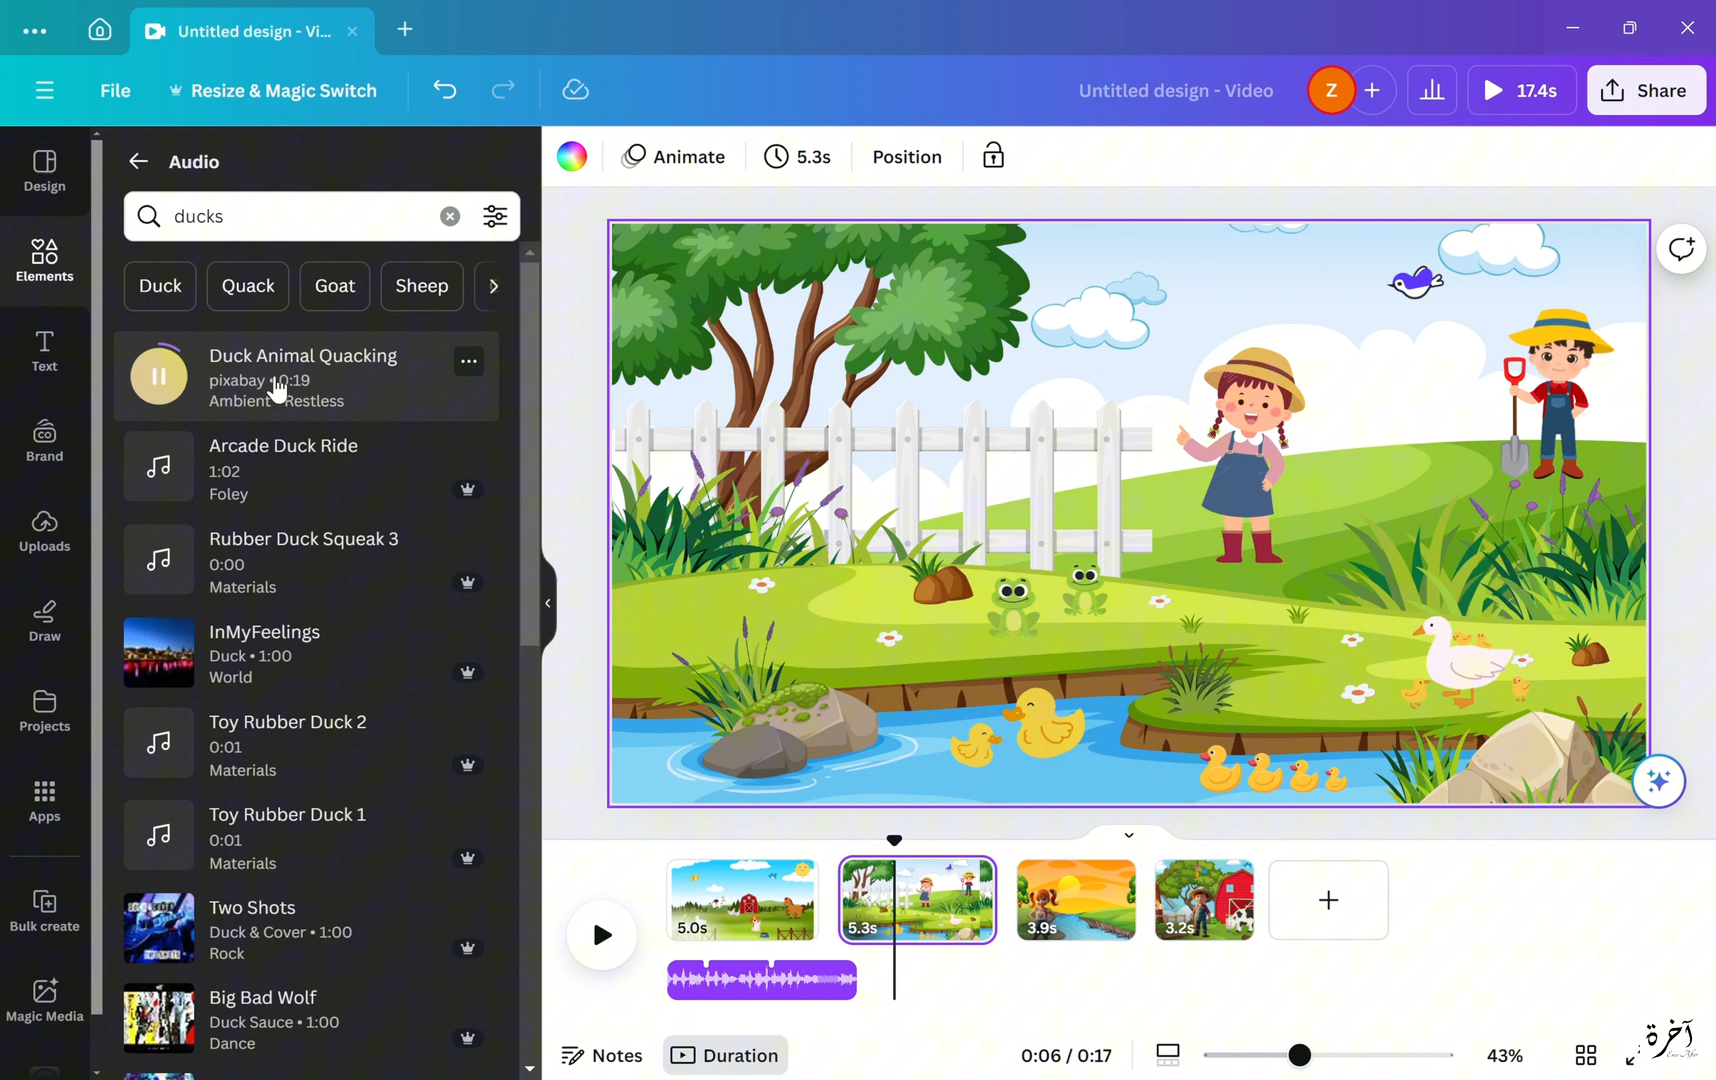 Untitled design - Vi...
File
Resize & Magic Switch
Untitled design - Video
Z
17.4s
Share
Design
Elements
Text
Brand
Uploads
Draw
Projects
Apps
Bulk create
Magic Media
Audio
ducks
Duck
Quack
Goat
Sheep
Duck Animal Quacking
pixabay • 0:19
Ambient • Restless
Arcade Duck Ride
1:02
Foley
Rubber Duck Squeak 3
0:00
Materials
InMyFeelings
Duck • 1:00
World
Toy Rubber Duck 2
0:01
Materials
Toy Rubber Duck 1
0:01
Materials
Two Shots
Duck & Cover • 1:00
Rock
Big Bad Wolf
Duck Sauce • 1:00
Dance
Animate
5.3s
Position
5.0s
5.3s
3.9s
3.2s
Notes
Duration
0:06 / 0:17
43%
آخرة